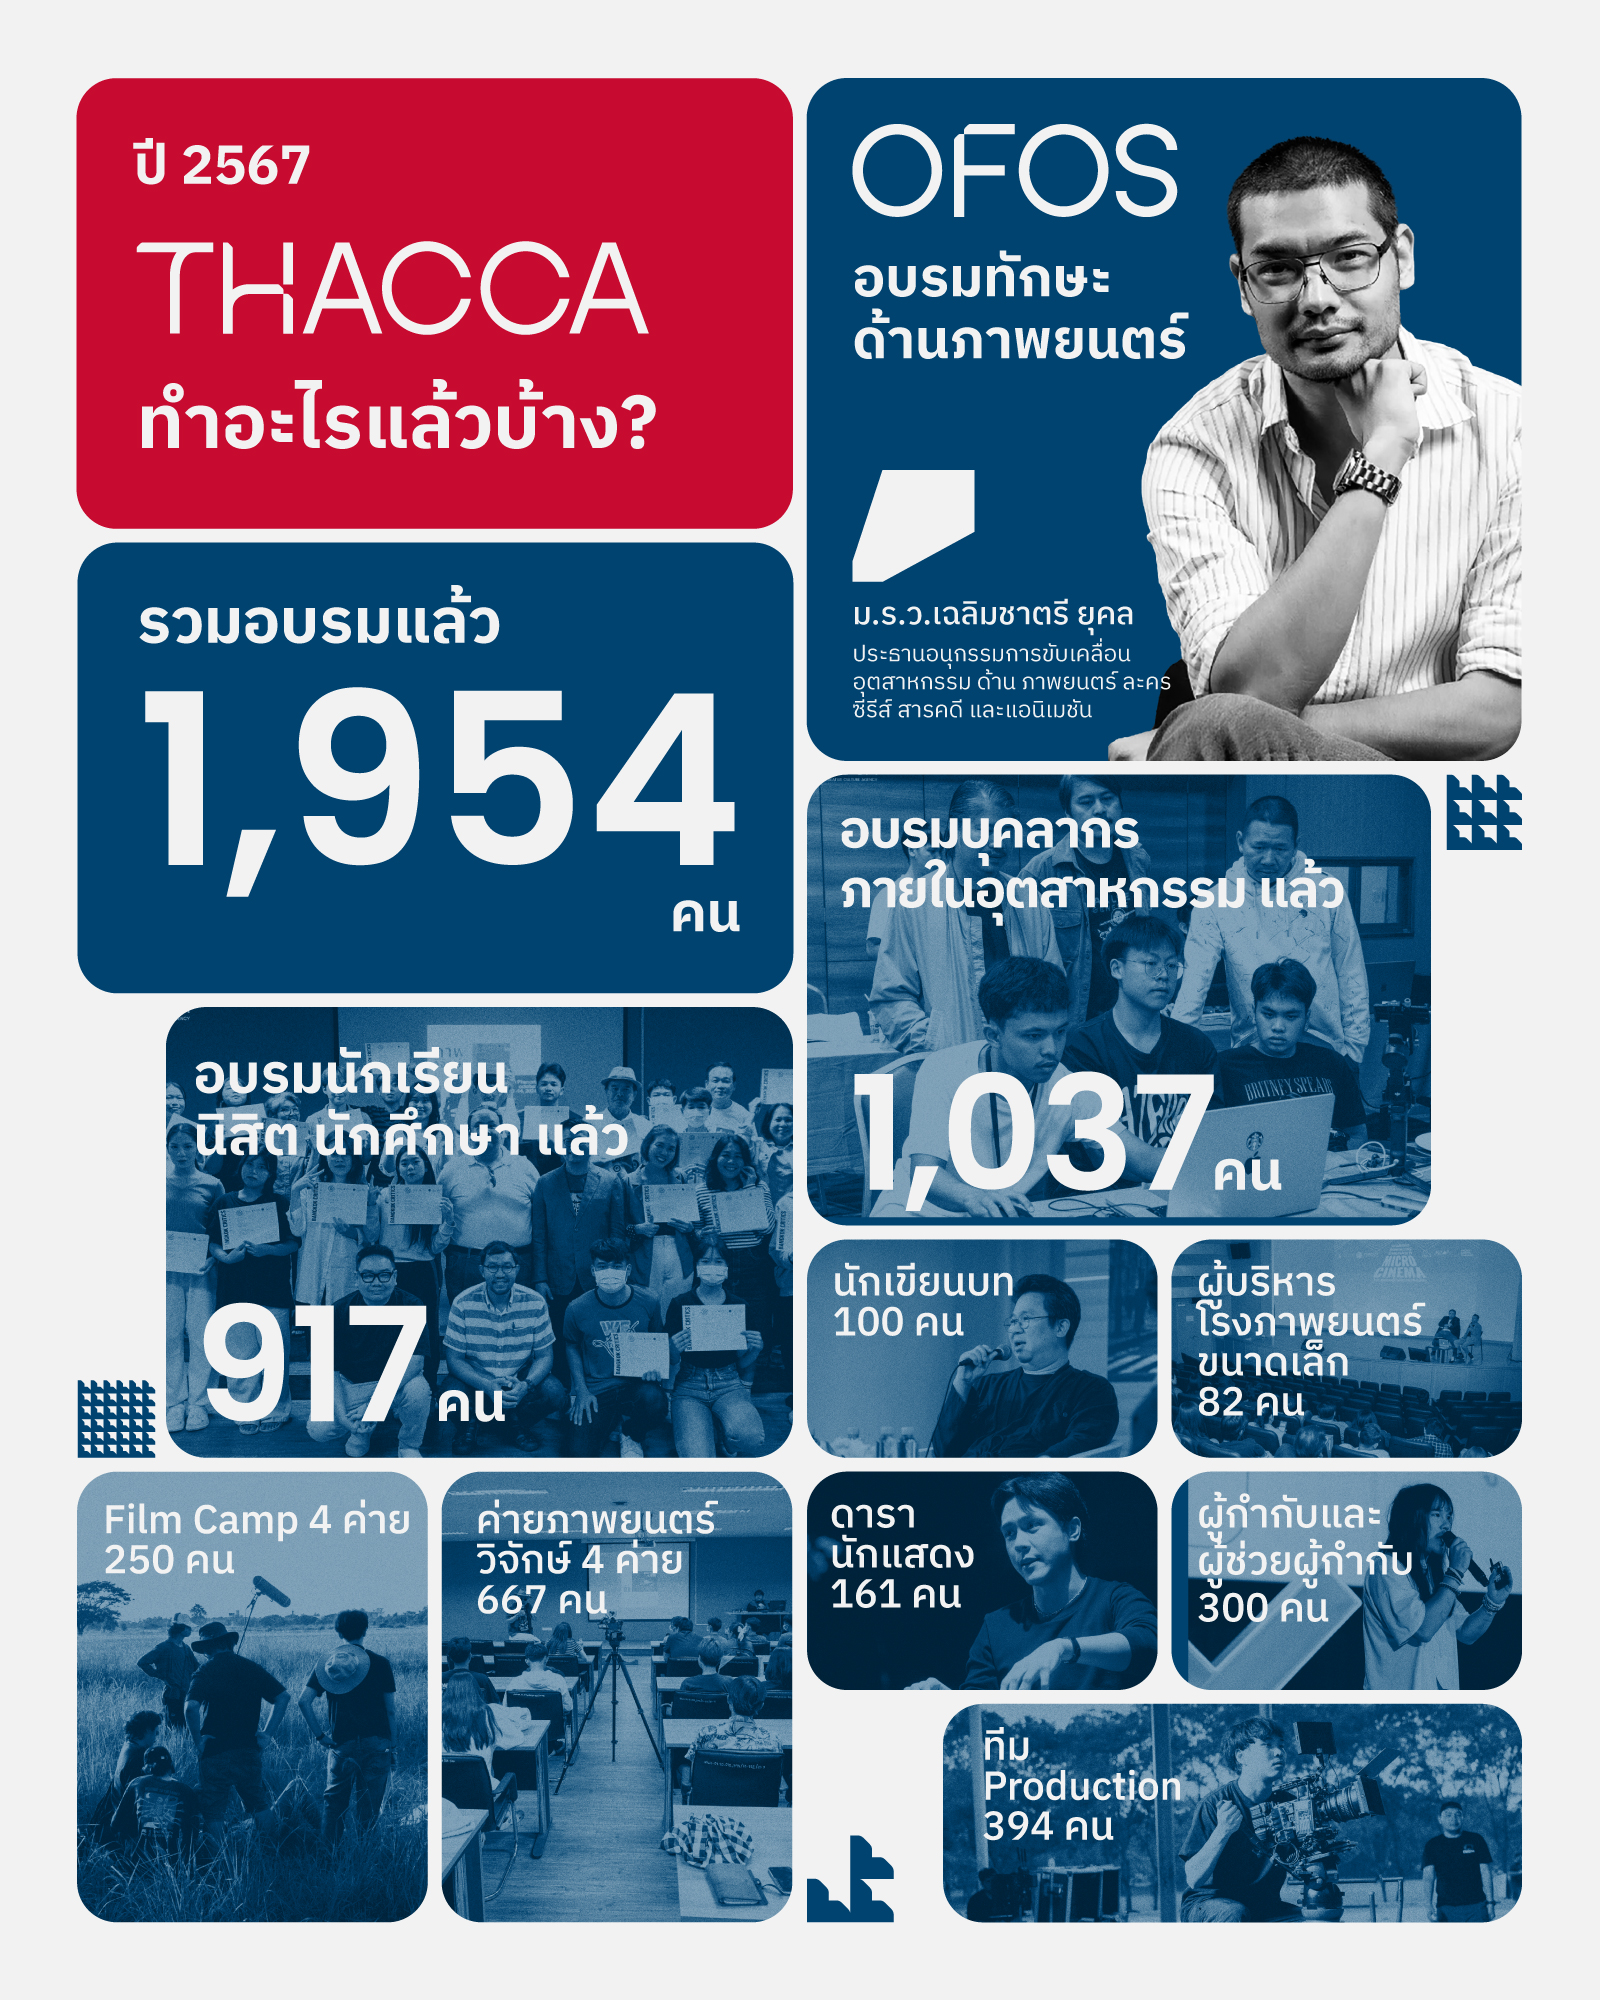 ปี 2567
THACCA
ทำอะไรแล้วบ้าง?
OFOS
อบรมทักษะ
ด้านภาพยนตร์
ม.ร.ว.เฉลิมชาตรี ยุคล
ประธานอนุกรรมการขับเคลื่อน
อุตสาหกรรม ด้าน ภาพยนตร์ ละคร
ซีรีส์ สารคดี และแอนิเมชัน
รวมอบรมแล้ว
1,954
คน
อบรมบุคลากร
ภายในอุตสาหกรรม แล้ว
BRITNEY SPEARS
1,037 คน
อบรมนักเรียน
นิสิต นักศึกษา แล้ว
917 คน
นักเขียนบท
100 คน
MICRO
CINEMA
ผู้บริหาร
โรงภาพยนตร์
ขนาดเล็ก
82 คน
Film Camp 4 ค่าย
250 คน
ค่ายภาพยนตร์
วิจักษ์ 4 ค่าย
667 คน
ดารา
นักแสดง
161 คน
ผู้กำกับและ
ผู้ช่วยผู้กำกับ
300 คน
ทีม
Production
394 คน